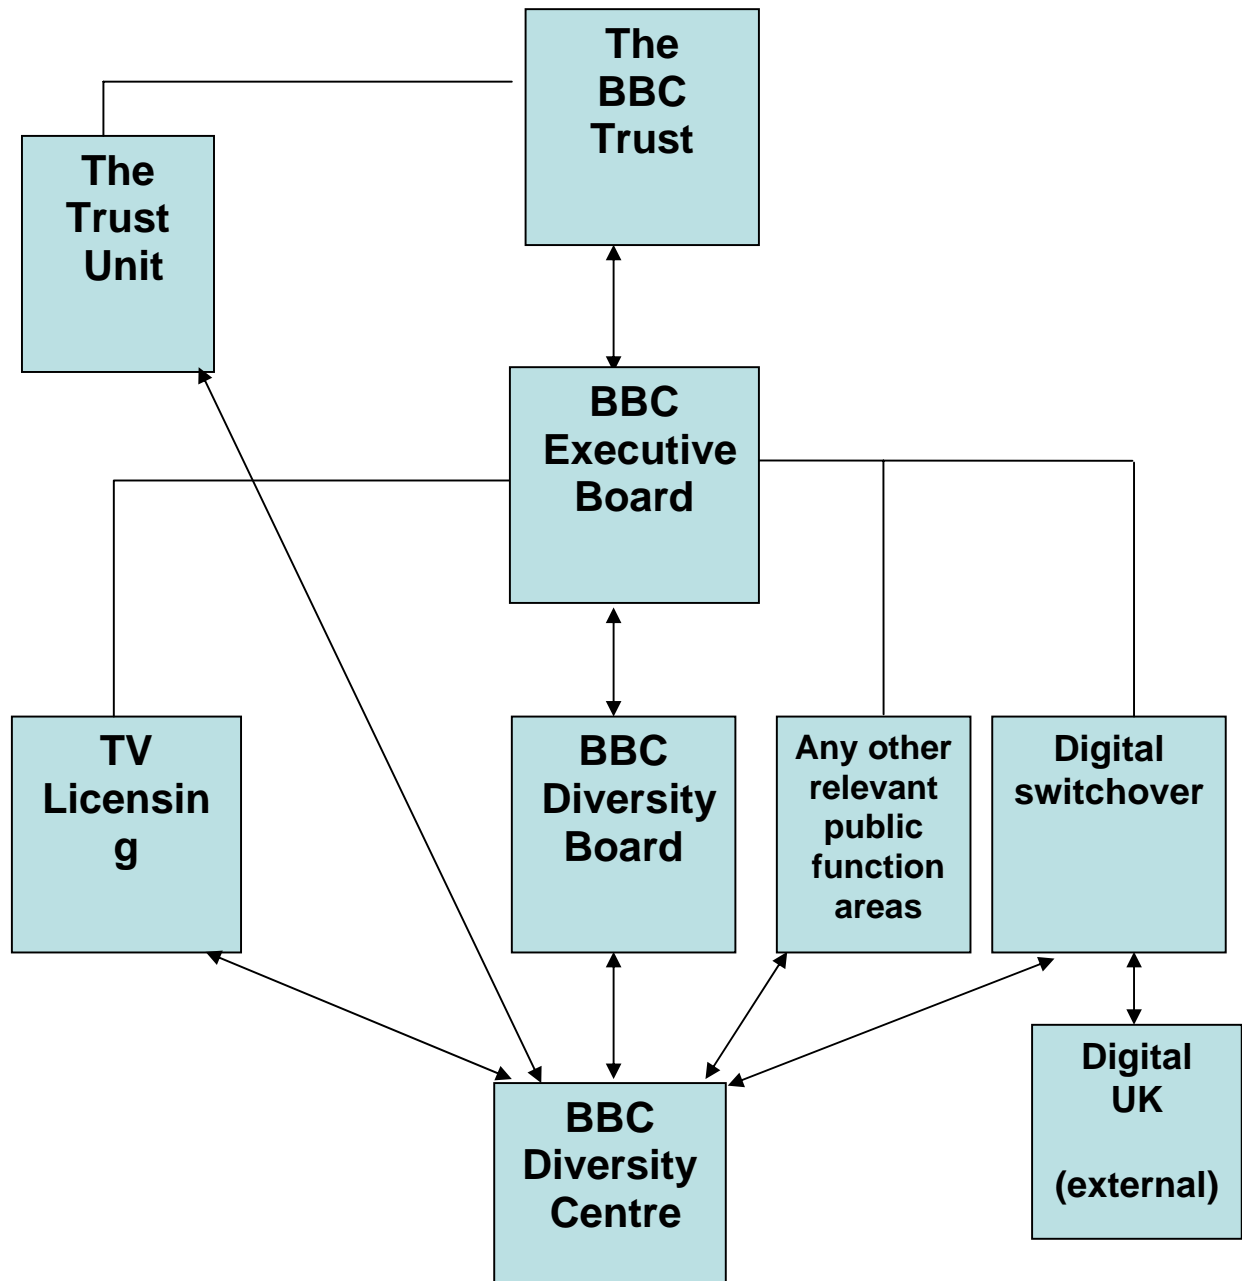 The
BBC
Trust
The
Trust
Unit
BBC
Executive
Board
TV
Licensin
g
BBC
Diversity
Board
Any other
relevant
public
function
areas
Digital
switchover
Digital
UK
(external)
BBC
Diversity
Centre